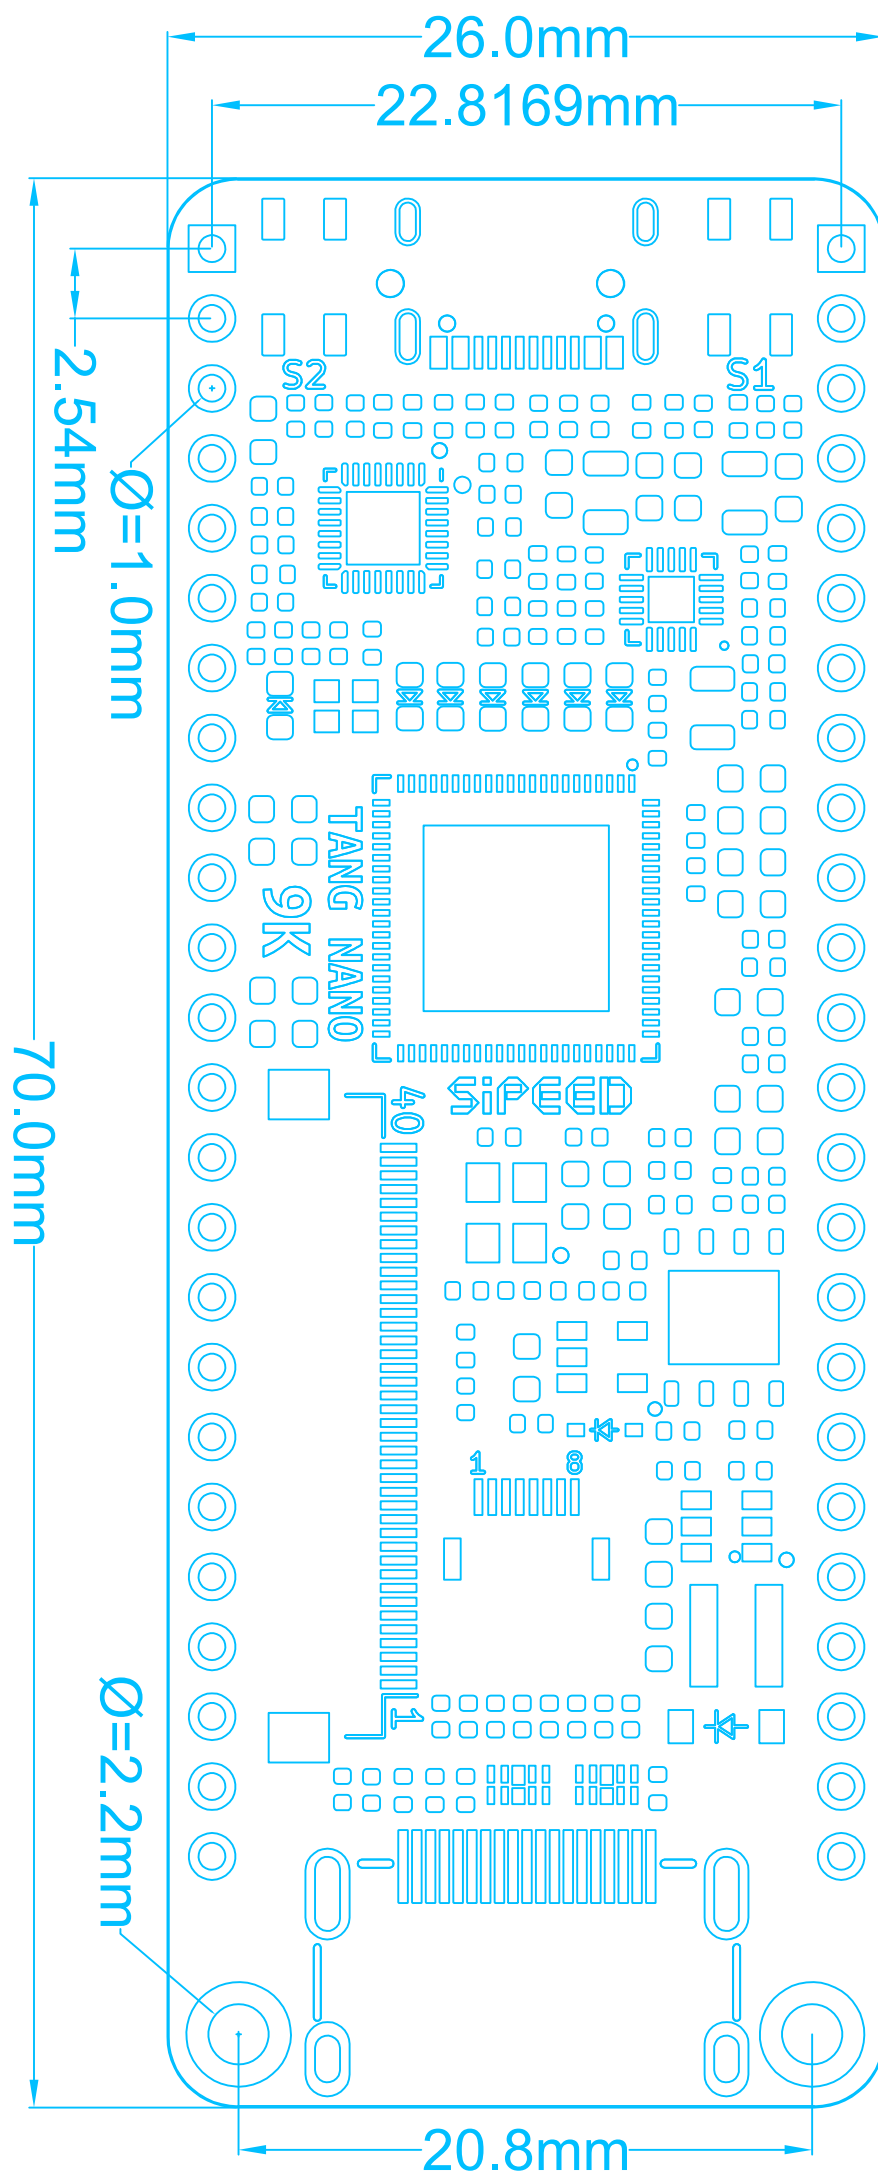 26.0mm
22.8169mm
S2
S1
2.54mm
Ø=1.0mm
TANG NANO
9K
70.0mm
SiPEED
40
1
8
1
Ø=2.2mm
20.8mm